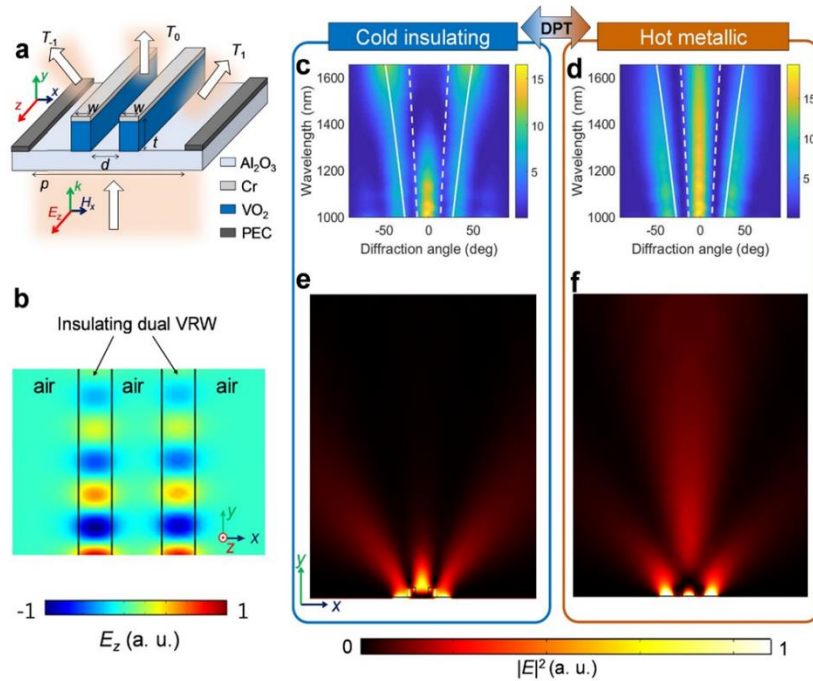 DPT
Cold insulating
Hot metallic
a
T-1
T0
T1
y
x
z
w
w
t
d
p
k
Hx
Ez
Al2O3
Cr
VO2
PEC
b
Insulating dual VRW
air
air
air
y
z
x
-1
1
Ez (a. u.)
c
Wavelength (nm)
1600
1400
1200
1000
-50
0
50
Diffraction angle (deg)
15
10
5
d
Wavelength (nm)
1600
1400
1200
1000
-50
0
50
Diffraction angle (deg)
15
10
5
e
y
x
f
0
1
|E|² (a. u.)